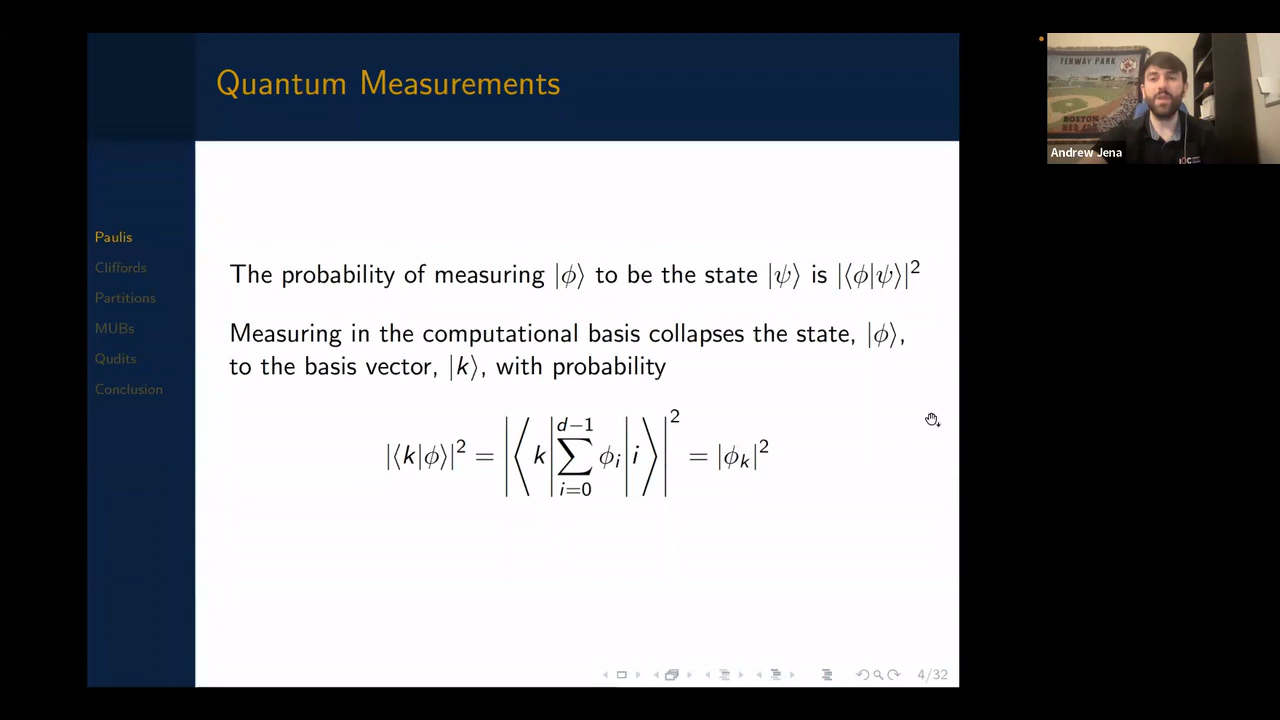 Quantum Measurements
Paulis
Cliffords
Partitions
MUBs
Qudits
Conclusion
The probability of measuring |ϕ⟩ to be the state |ψ⟩ is |⟨ϕ|ψ⟩|²
Measuring in the computational basis collapses the state, |ϕ⟩,
to the basis vector, |k⟩, with probability
|⟨k|ϕ⟩|² = |⟨k|∑_{i=0}^{d−1} ϕ_i|i⟩|² = |ϕ_k|²
4/32
FENWAY PARK
BOSTON
RED SOX
Andrew Jena